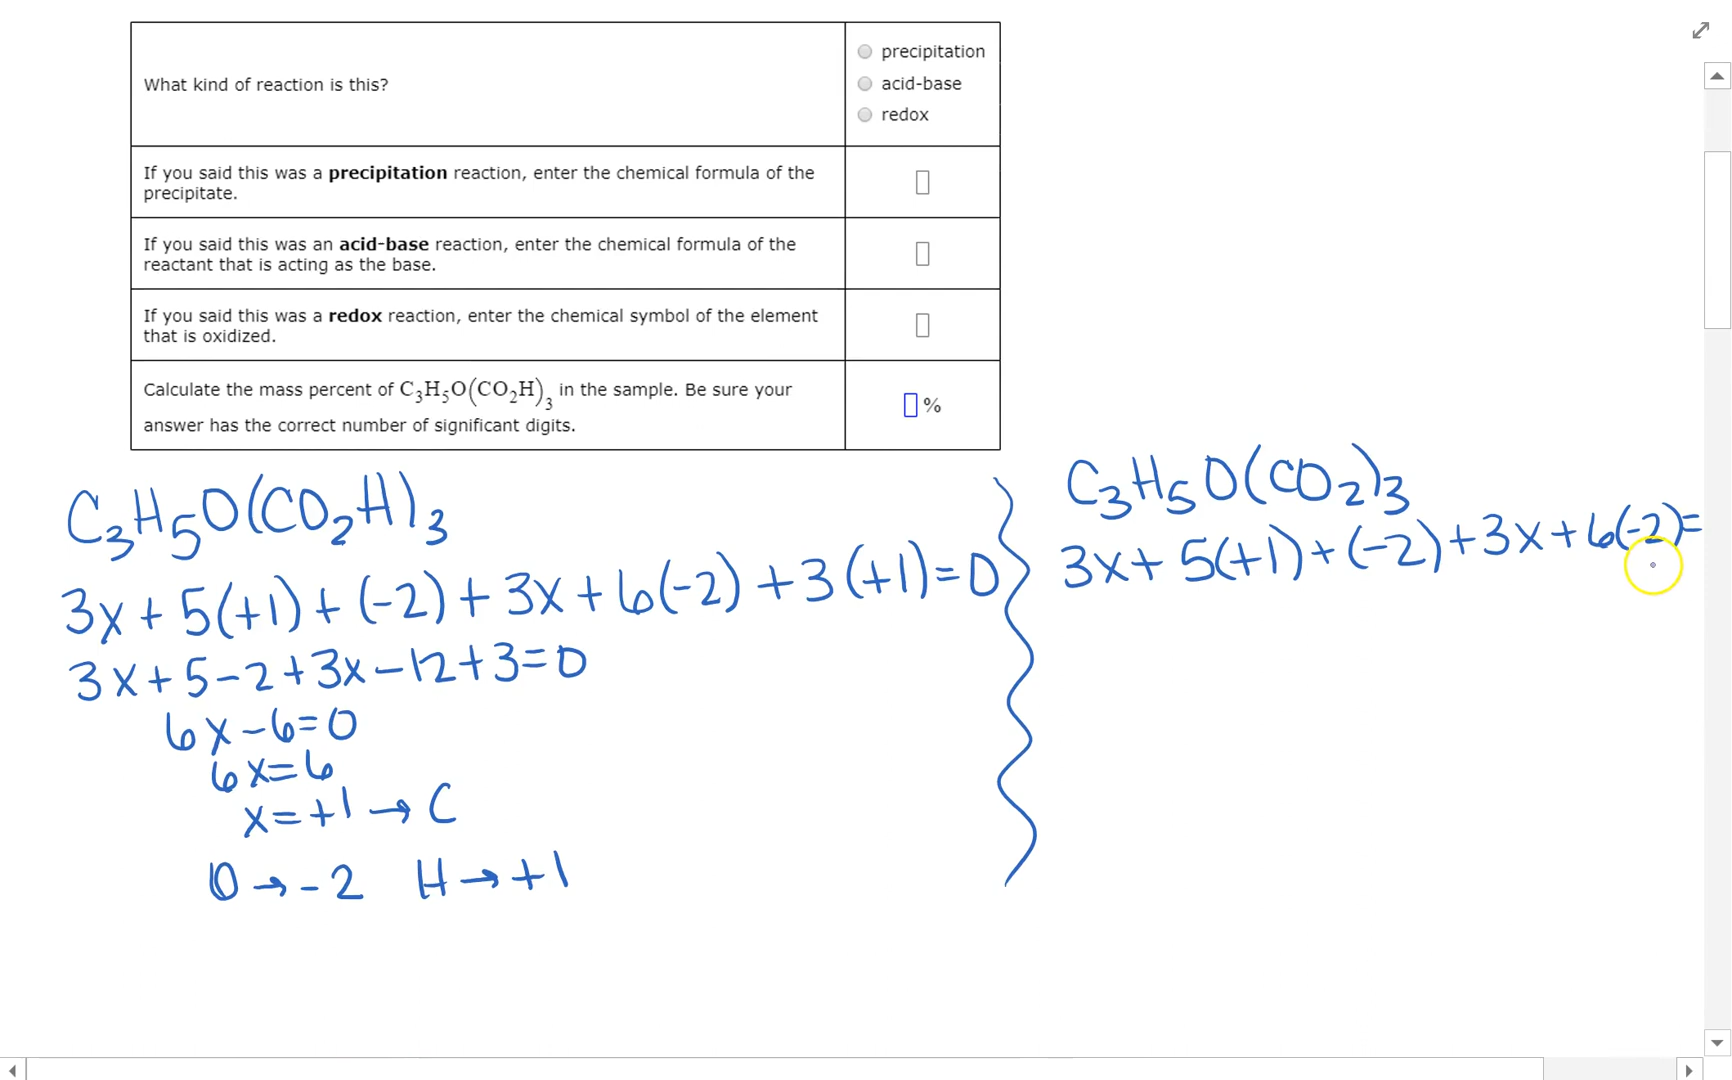 What kind of reaction is this?
precipitation
acid-base
redox
If you said this was a precipitation reaction, enter the chemical formula of the
precipitate.
If you said this was an acid-base reaction, enter the chemical formula of the
reactant that is acting as the base.
If you said this was a redox reaction, enter the chemical symbol of the element
that is oxidized.
Calculate the mass percent of C₃H₅O(CO₂H)₃ in the sample. Be sure your
answer has the correct number of significant digits.
%
C₃H₅O(CO₂H)₃
3x + 5(+1) + (-2) + 3x + 6(-2) + 3(+1) = 0
3x + 5 - 2 + 3x - 12 + 3 = 0
6x - 6 = 0
6x = 6
x = +1 → C
O → -2 H → +1
C₃H₅O(CO₂)₃
3x + 5(+1) + (-2) + 3x + 6(-2) =